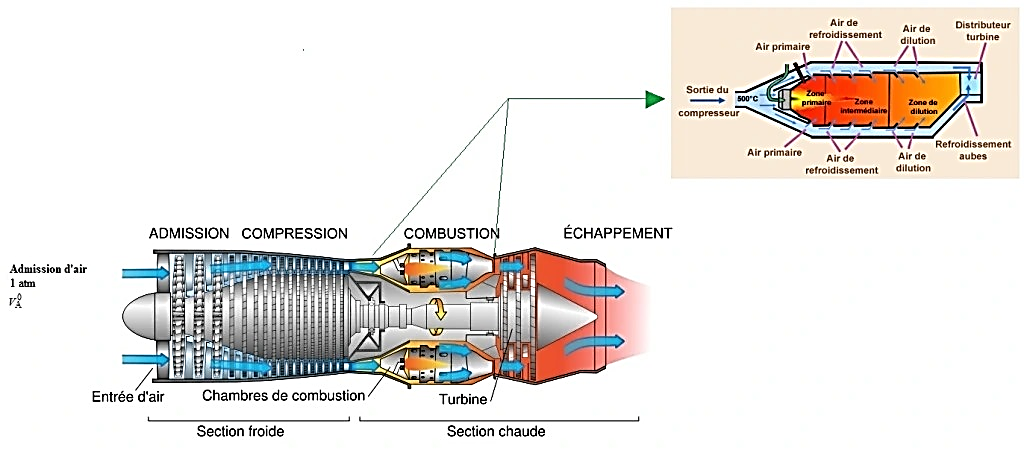 Air de
refroidissement
Air de
dilution
Distributeur
turbine
Air primaire
Sortie du
compresseur
500°C
Zone
primaire
Zone
intermédiaire
Zone de
dilution
Air primaire
Air de
refroidissement
Air de
dilution
Refroidissement
aubes
ADMISSION
COMPRESSION
COMBUSTION
ÉCHAPPEMENT
Admission d'air
1 atm
V_A^0
Entrée d'air
Chambres de combustion
Turbine
Section froide
Section chaude